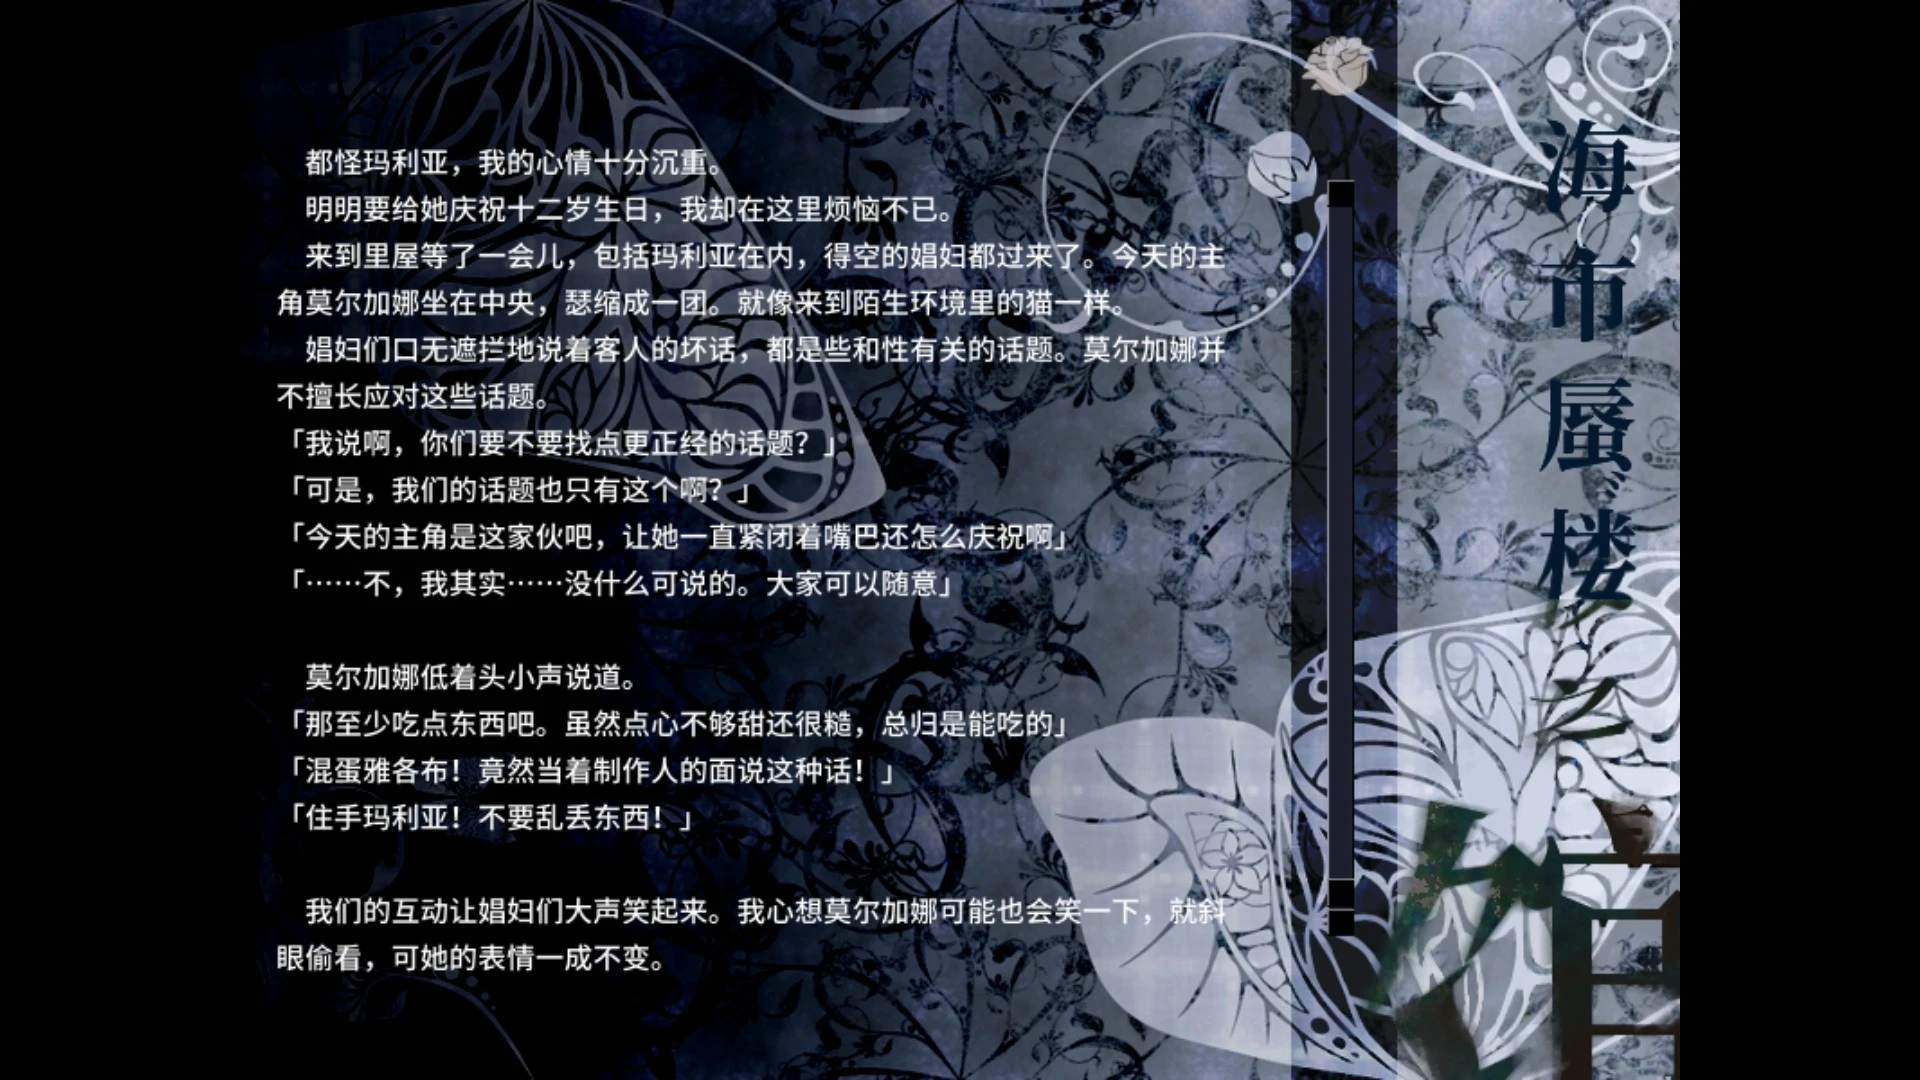 都怪玛利亚，我的心情十分沉重。
明明要给她庆祝十二岁生日，我却在这里烦恼不已。
来到里屋等了一会儿，包括玛利亚在内，得空的娼妇都过来了。今天的主
角莫尔加娜坐在中央，瑟缩成一团。就像来到陌生环境里的猫一样。
娼妇们口无遮拦地说着客人的坏话，都是些和性有关的话题。莫尔加娜并
不擅长应对这些话题。
「我说啊，你们要不要找点更正经的话题？」
「可是，我们的话题也只有这个啊？」
「今天的主角是这家伙吧，让她一直紧闭着嘴巴还怎么庆祝啊」
「……不，我其实……没什么可说的。大家可以随意」
莫尔加娜低着头小声说道。
「那至少吃点东西吧。虽然点心不够甜还很糙，总归是能吃的」
「混蛋雅各布！竟然当着制作人的面说这种话！」
「住手玛利亚！不要乱丢东西！」
我们的互动让娼妇们大声笑起来。我心想莫尔加娜可能也会笑一下，就斜
眼偷看，可她的表情一成不变。
海市蜃楼之